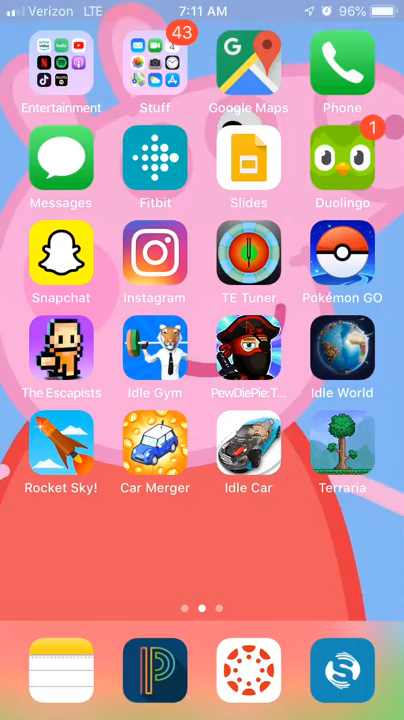 Verizon LTE 7:11 AM 96%
43
Entertainment Stuff Google Maps Phone
1
Messages Fitbit Slides Duolingo
Snapchat Instagram TE Tuner Pokémon GO
The Escapists Idle Gym PewDiePie:T... Idle World
Rocket Sky! Car Merger Idle Car Terraria